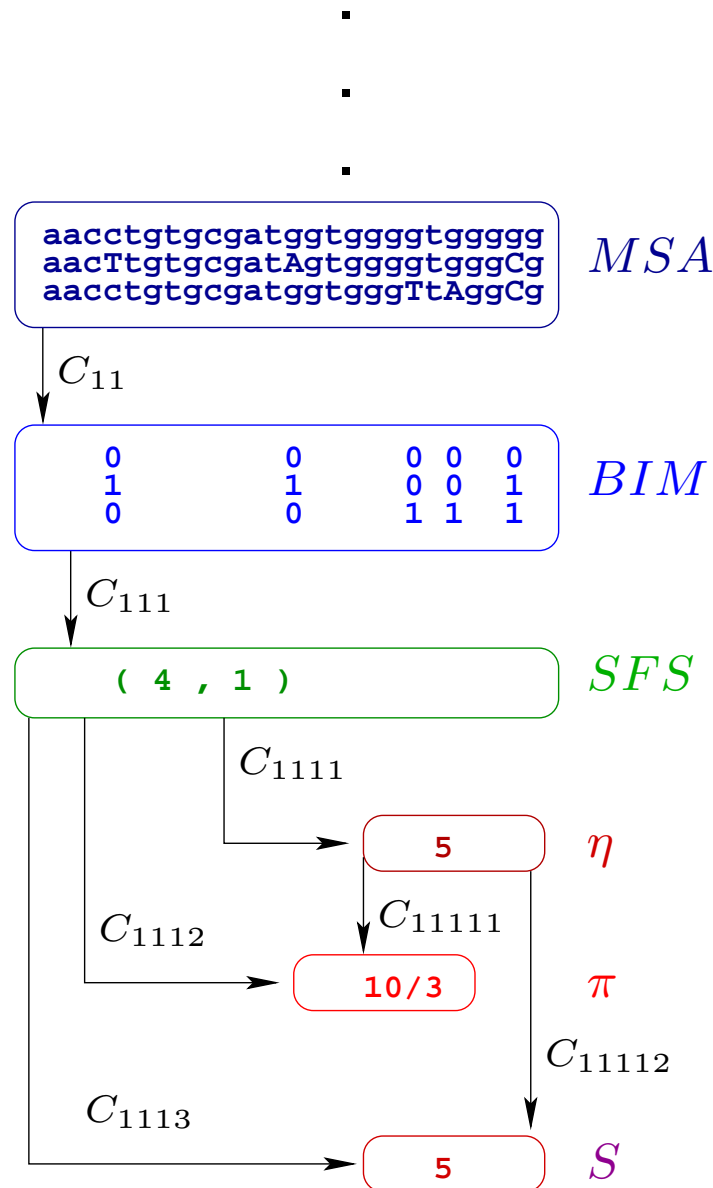 aacctgtgcgatggtggggtggggg
aacTtgtgcgatAgtggggtgggCg
aacctgtgcgatggtgggTtAggCg
MSA
C11
0 0 0 0 0
1 1 0 0 1
0 0 1 1 1
BIM
C111
( 4 , 1 )
SFS
C1111
5
η
C11111
C1112
10/3
π
C11112
C1113
5
S